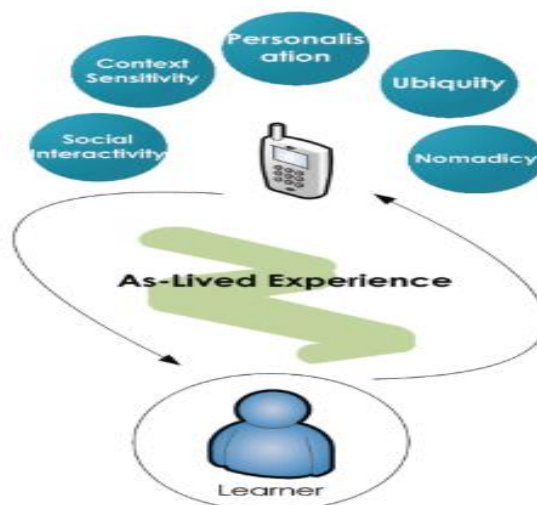 Personalis
ation
Context
Sensitivity
Ubiquity
Social
Interactivity
Nomadicy
As-Lived Experience
Learner